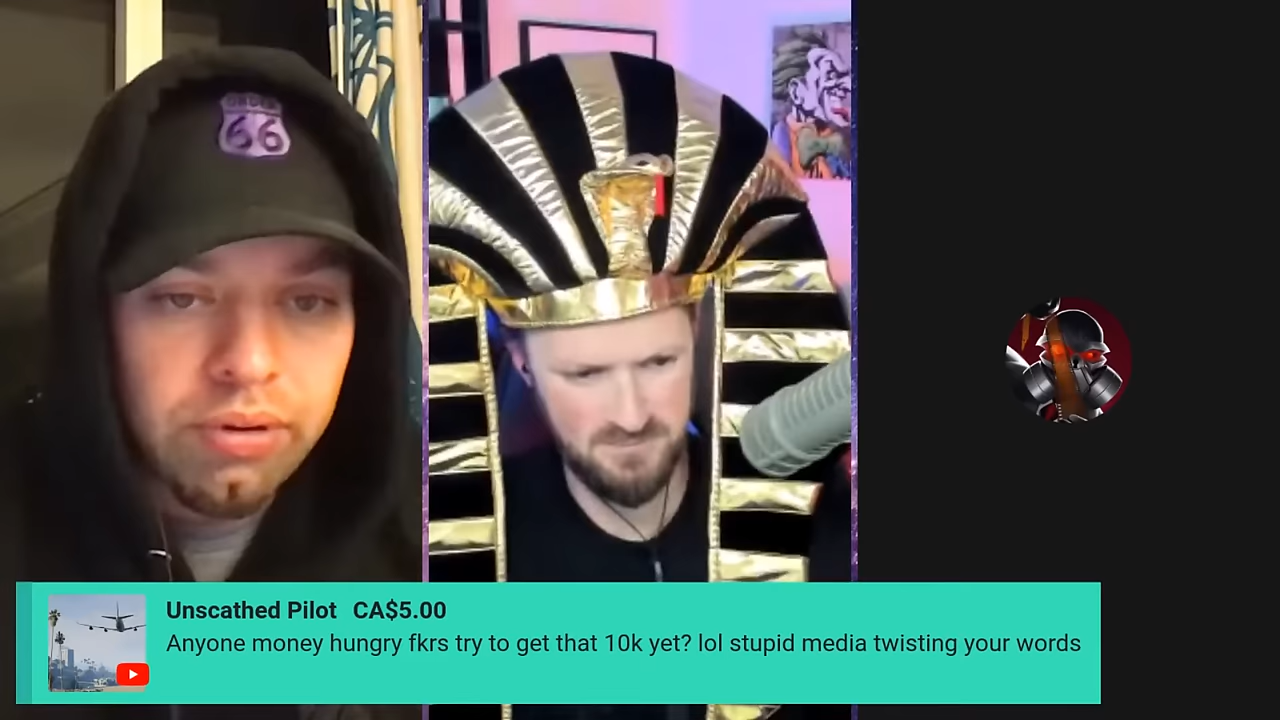 ORDER
66
Unscathed Pilot CA$5.00
Anyone money hungry fkrs try to get that 10k yet? lol stupid media twisting your words